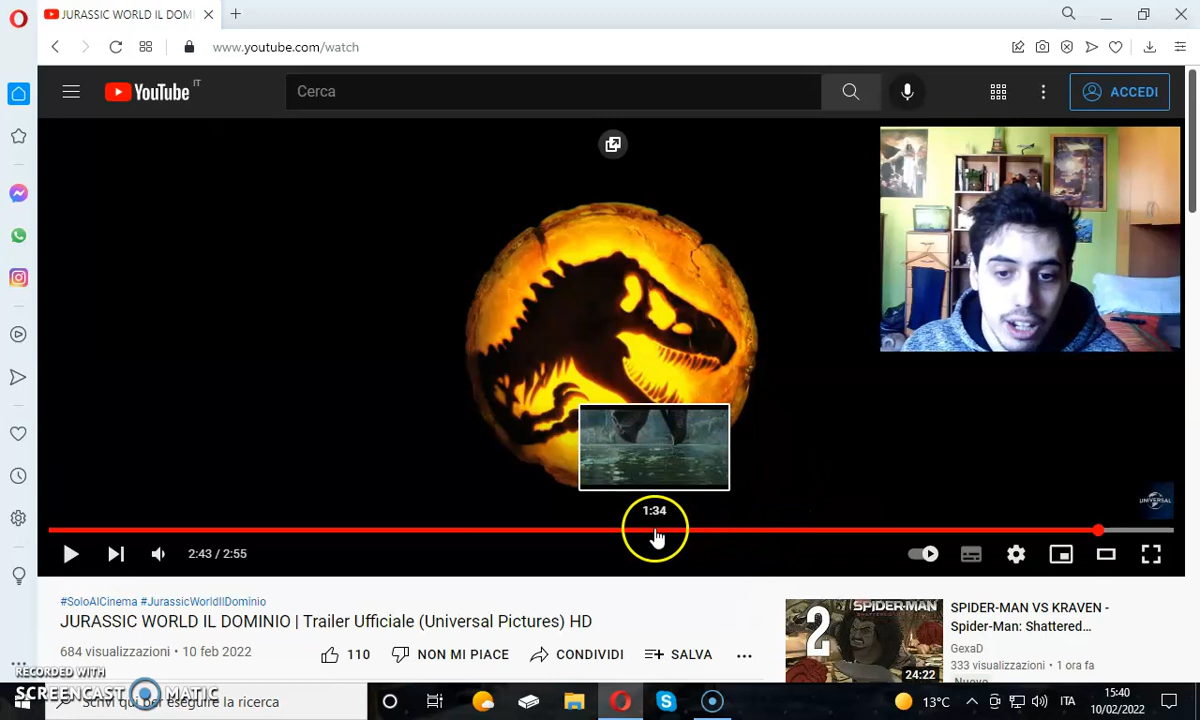 JURASSIC WORLD IL DOMI
www.youtube.com/watch
YouTube IT
Cerca
ACCEDI
1:34
UNIVERSAL
2:43 / 2:55
#SoloAlCinema #JurassicWorldIlDominio
JURASSIC WORLD IL DOMINIO | Trailer Ufficiale (Universal Pictures) HD
684 visualizzazioni • 10 feb 2022
110
NON MI PIACE
CONDIVIDI
SALVA
2
SPIDER-MAN
24:22
SPIDER-MAN VS KRAVEN -
Spider-Man: Shattered...
GexaD
333 visualizzazioni • 1 ora fa
Nuovo
RECORDED WITH
SCREENCAST MATIC
Scrivi qui per eseguire la ricerca
13°C
ITA
15:40
10/02/2022